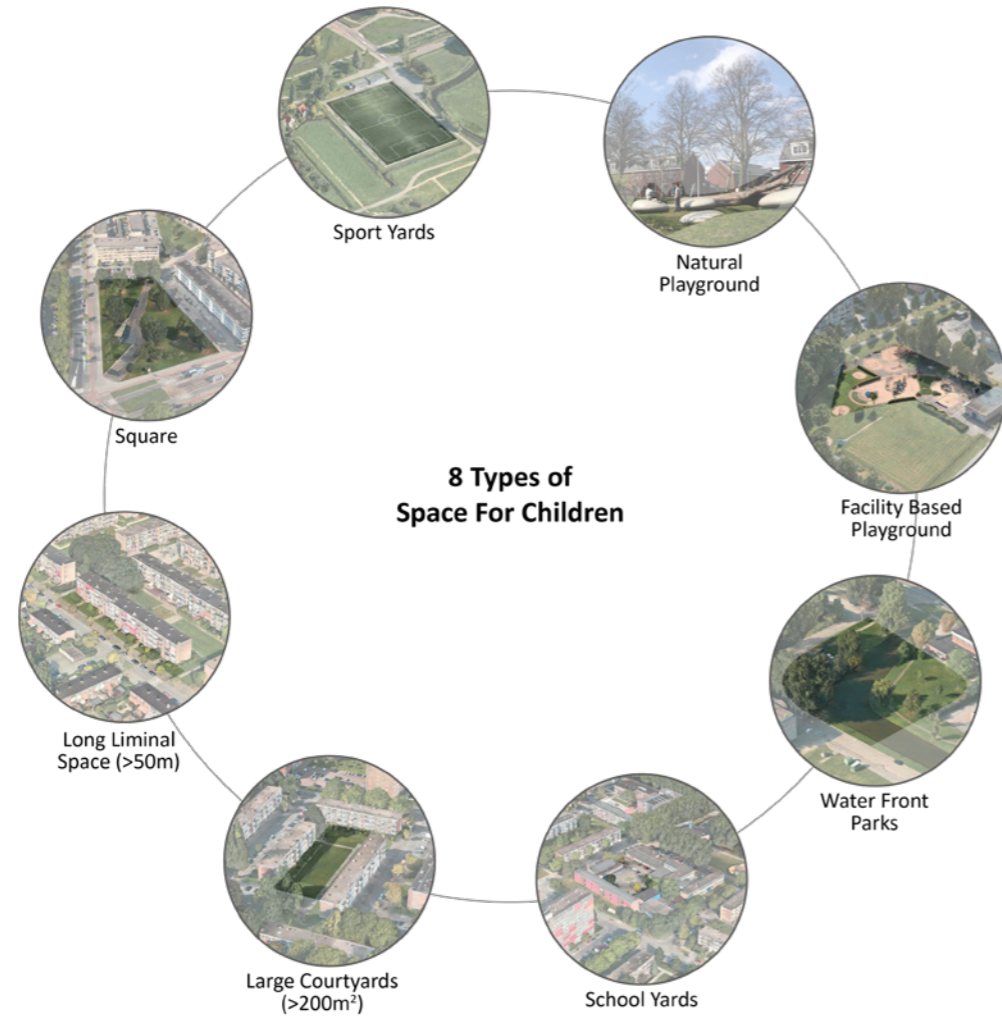 Sport Yards
Natural
Playground
Square
Facility Based
Playground
8 Types of
Space For Children
Long Liminal
Space (>50m)
Water Front
Parks
Large Courtyards
(>200m²)
School Yards